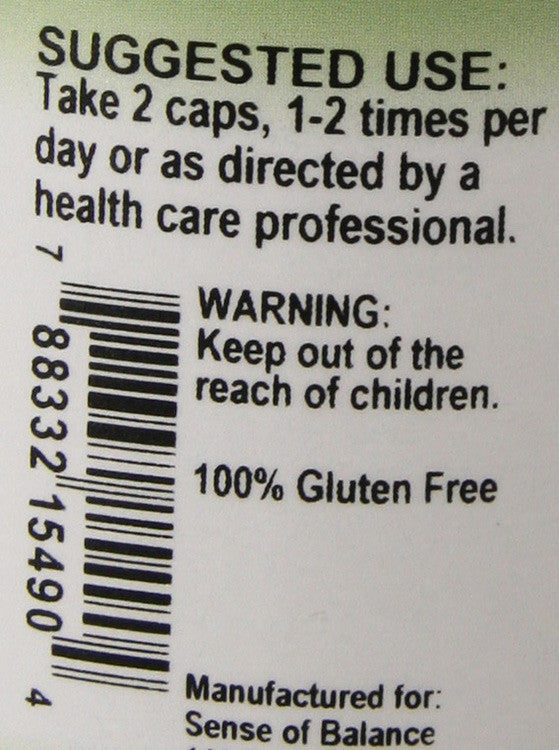 SUGGESTED USE:
Take 2 caps, 1-2 times per
day or as directed by a
health care professional.
WARNING:
Keep out of the
reach of children.
100% Gluten Free
7 88332 15490 4
Manufactured for:
Sense of Balance